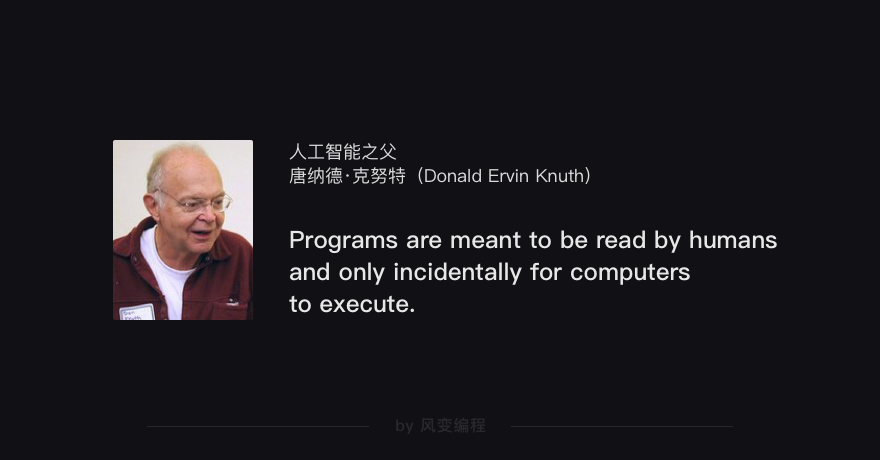 人工智能之父
唐纳德·克努特（Donald Ervin Knuth）
Programs are meant to be read by humans
and only incidentally for computers
to execute.
by 风变编程